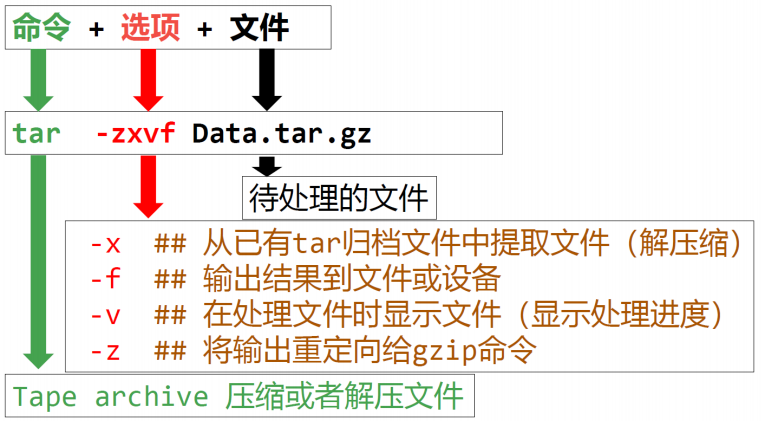 命令 + 选项 + 文件
tar -zxvf Data.tar.gz
待处理的文件
-x ## 从已有tar归档文件中提取文件（解压缩）
-f ## 输出结果到文件或设备
-v ## 在处理文件时显示文件（显示处理进度）
-z ## 将输出重定向给gzip命令
Tape archive 压缩或者解压文件